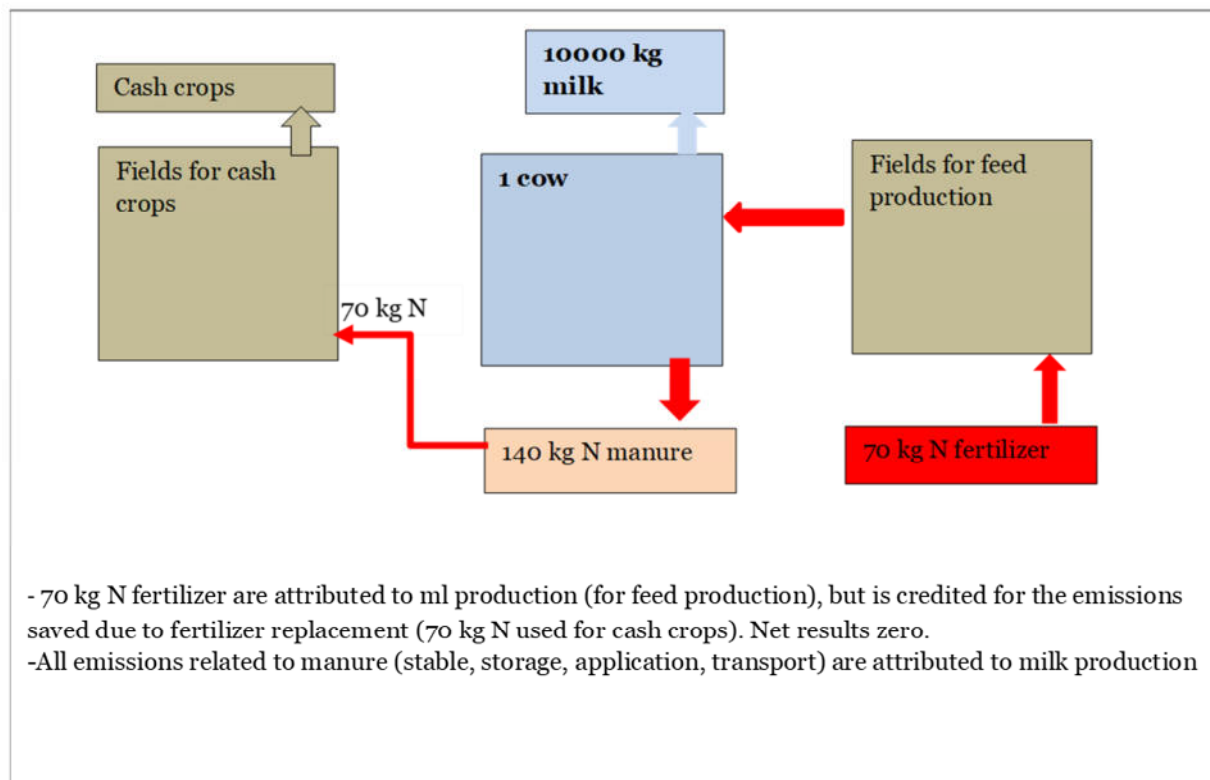 Cash crops
10000 kg
milk
Fields for cash
crops
1 cow
Fields for feed
production
70 kg N
140 kg N manure
70 kg N fertilizer
- 70 kg N fertilizer are attributed to ml production (for feed production), but is credited for the emissions
saved due to fertilizer replacement (70 kg N used for cash crops). Net results zero.
-All emissions related to manure (stable, storage, application, transport) are attributed to milk production